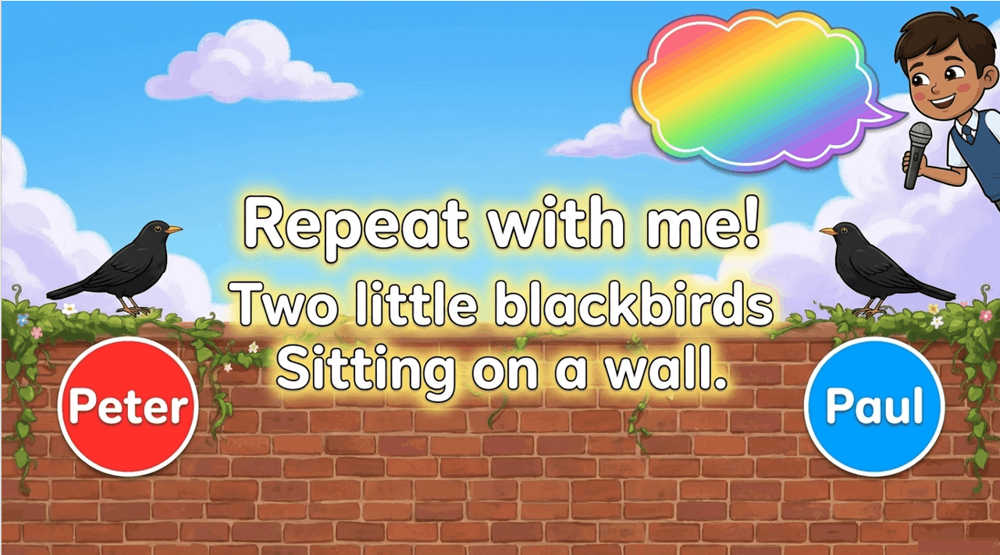 Repeat with me!
Two little blackbirds
Sitting on a wall.
Peter
Paul